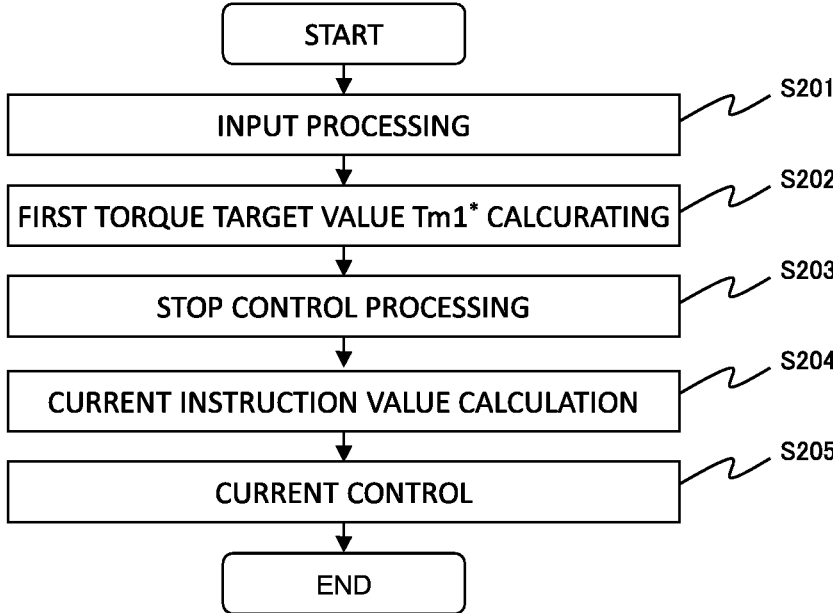 START
S201
INPUT PROCESSING
S202
FIRST TORQUE TARGET VALUE Tm1* CALCURATING
S203
STOP CONTROL PROCESSING
S204
CURRENT INSTRUCTION VALUE CALCULATION
S205
CURRENT CONTROL
END